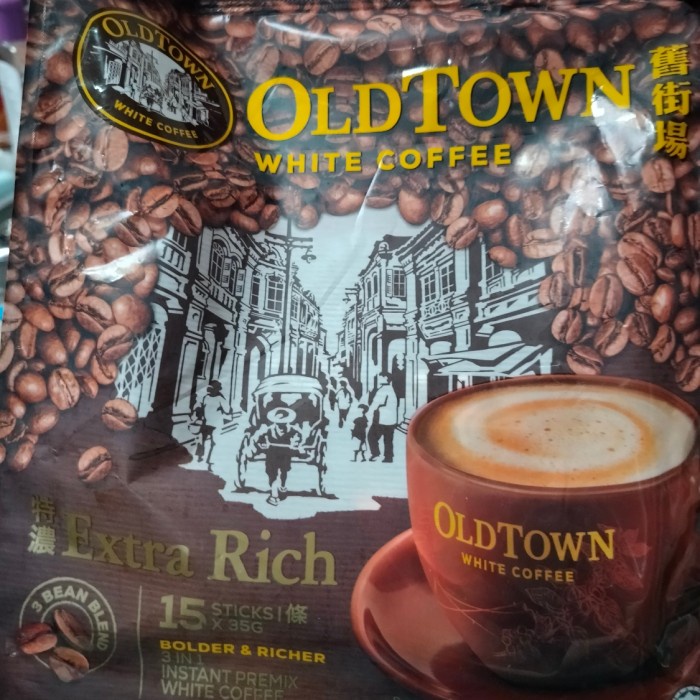 OLDTOWN
WHITE COFFEE
OLDTOWN
WHITE COFFEE
舊街場
特濃
Extra Rich
3 BEAN BLEND
15 STICKS | 條
X 35G
BOLDER & RICHER
3 IN 1
INSTANT PREMIX
WHITE COFFEE
OLDTOWN
WHITE COFFEE